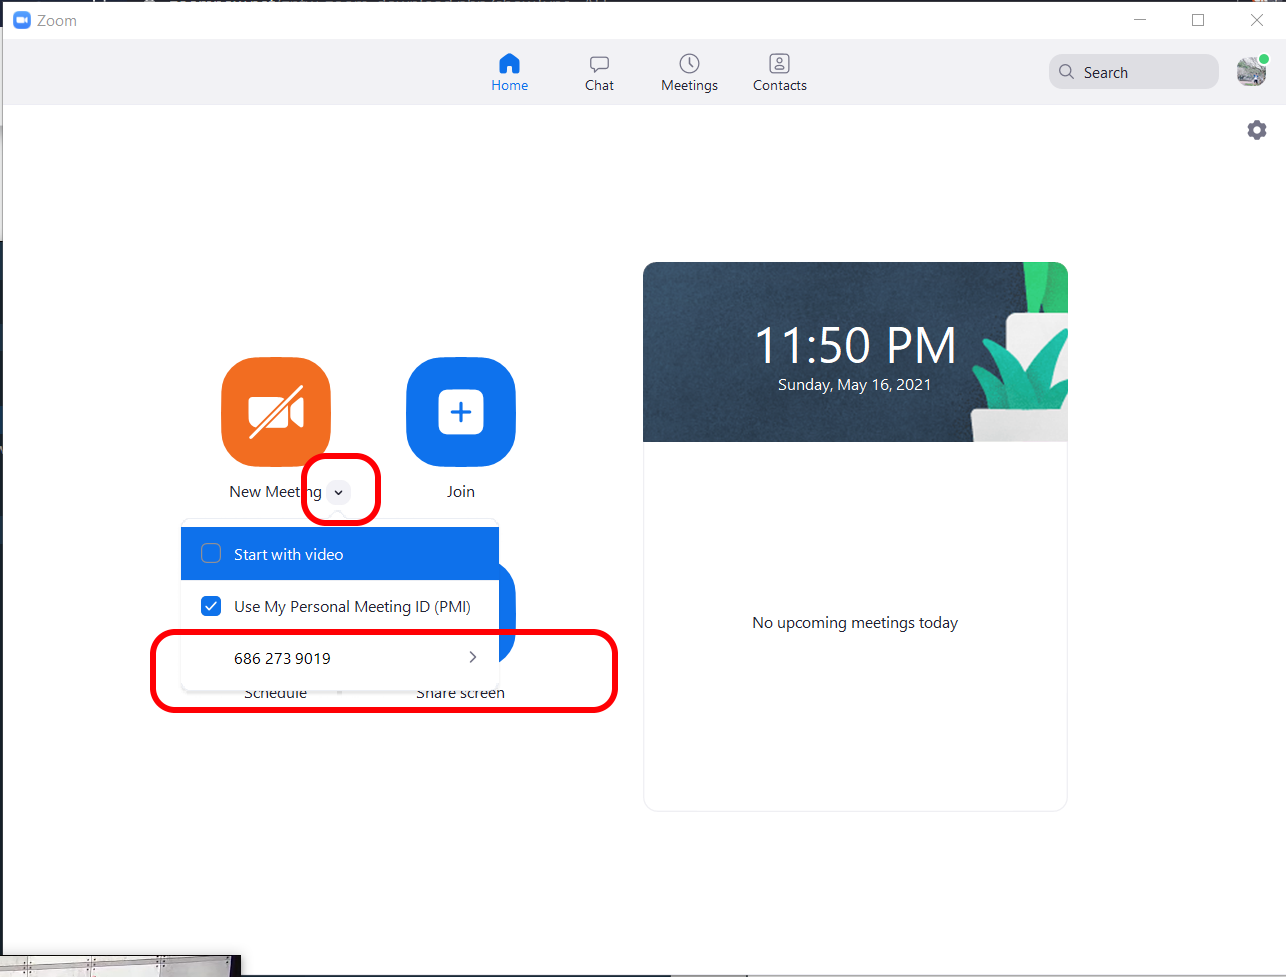 Zoom
Home
Chat
Meetings
Contacts
Search
11:50 PM
Sunday, May 16, 2021
New Meeting
Join
Start with video
Use My Personal Meeting ID (PMI)
686 273 9019
Schedule
Share screen
No upcoming meetings today